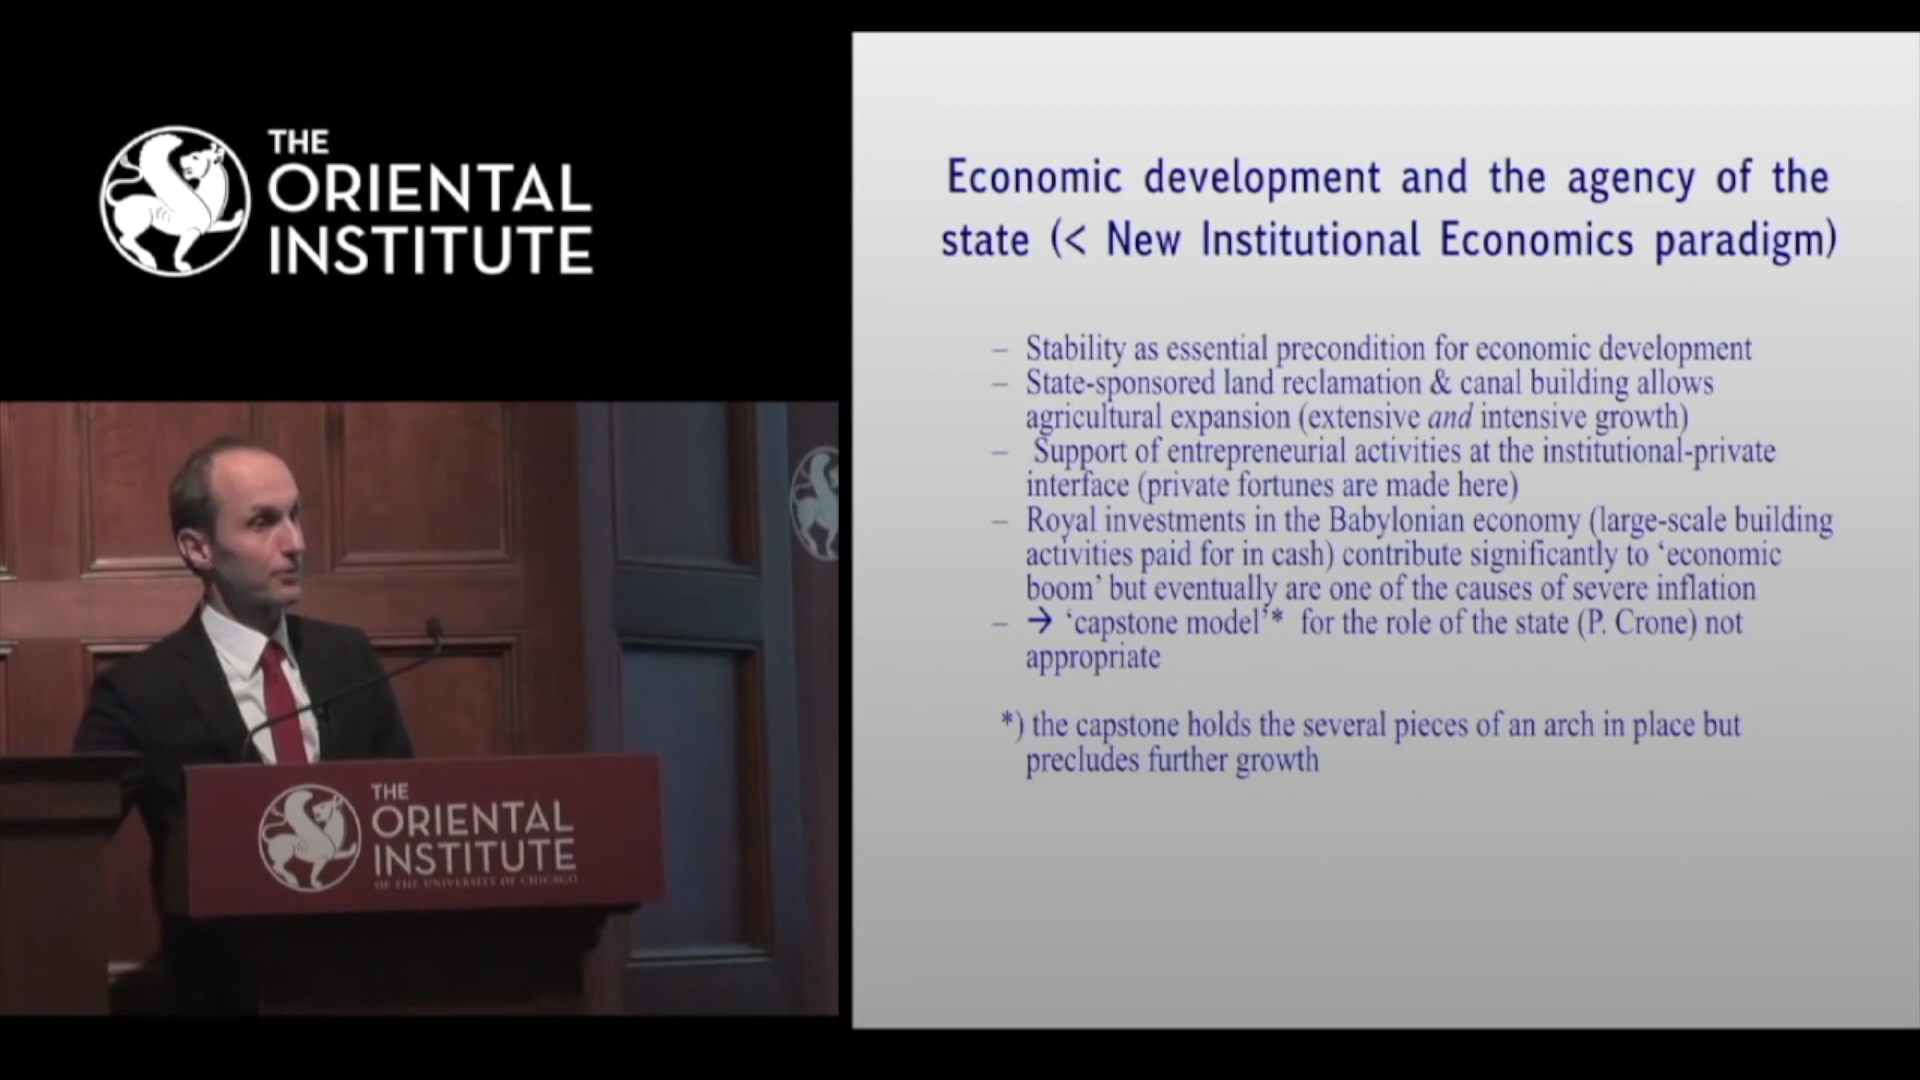 THE
ORIENTAL
INSTITUTE
Economic development and the agency of the
state (< New Institutional Economics paradigm)
– Stability as essential precondition for economic development
– State-sponsored land reclamation & canal building allows
agricultural expansion (extensive and intensive growth)
– Support of entrepreneurial activities at the institutional-private
interface (private fortunes are made here)
– Royal investments in the Babylonian economy (large-scale building
activities paid for in cash) contribute significantly to ‘economic
boom’ but eventually are one of the causes of severe inflation
– → ‘capstone model’* for the role of the state (P. Crone) not
appropriate
*) the capstone holds the several pieces of an arch in place but
precludes further growth
THE
ORIENTAL
INSTITUTE
OF THE UNIVERSITY OF CHICAGO